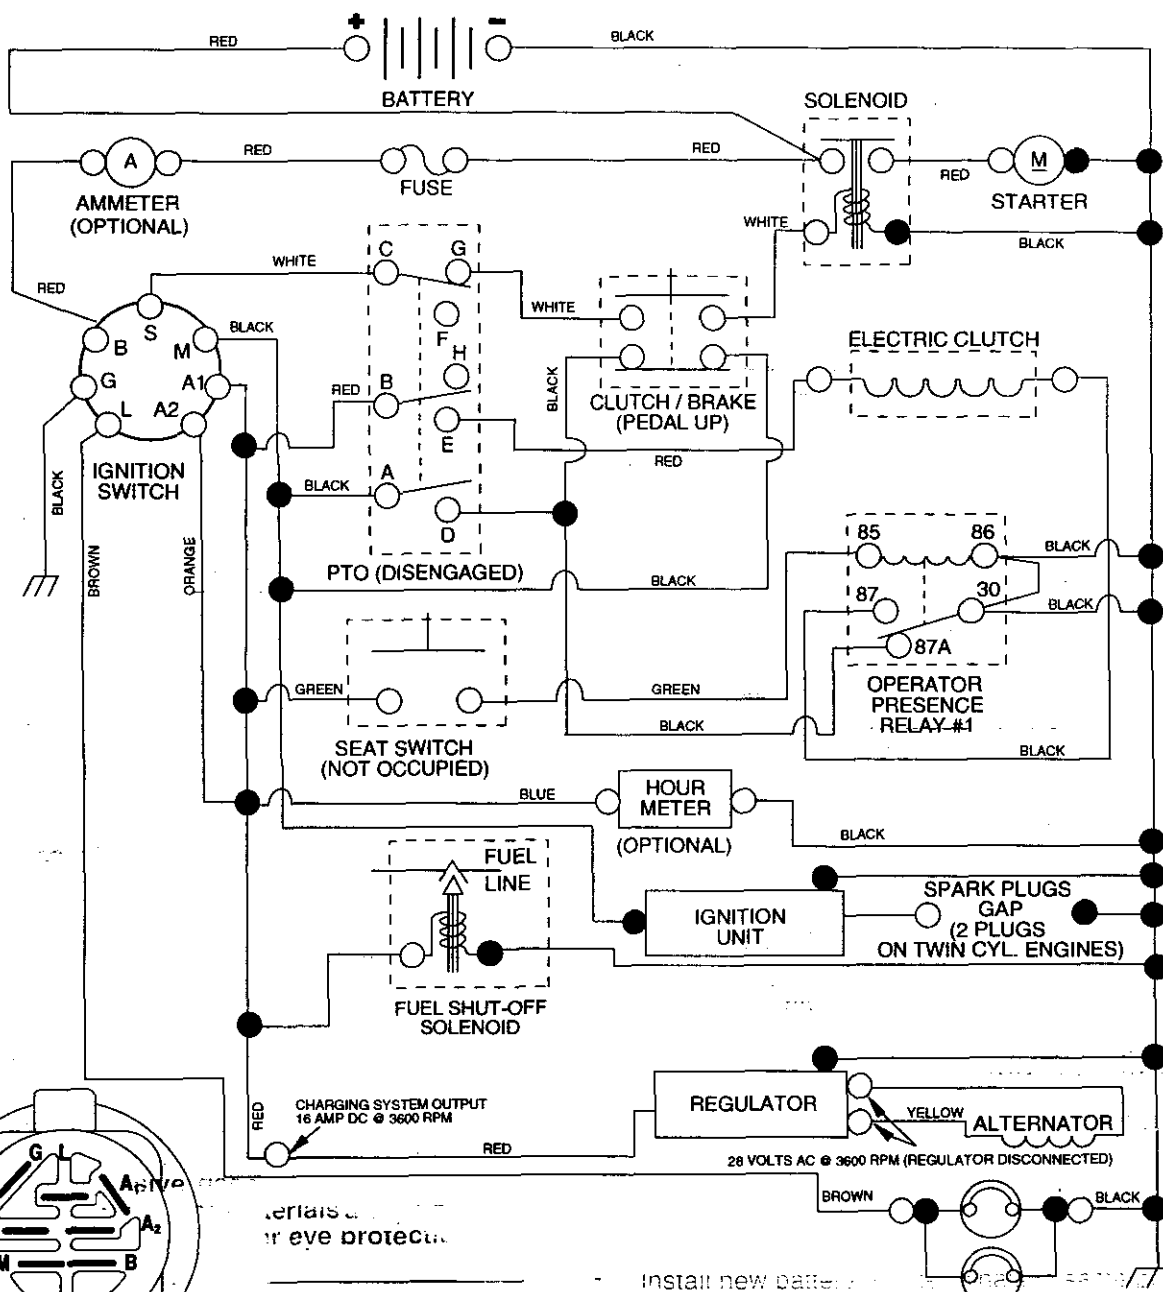 + -
RED
BLACK
BATTERY
SOLENOID
A
RED
RED
M
RED
FUSE
STARTER
AMMETER
(OPTIONAL)
WHITE
BLACK
C G
WHITE
RED
WHITE
S
BLACK
F
B
M
ELECTRIC CLUTCH
H
G
A1
B
RED
BLACK
CLUTCH / BRAKE
(PEDAL UP)
L
A2
E
RED
IGNITION
SWITCH
A
BLACK
BLACK
D
85 86
BLACK
BROWN
ORANGE
PTO (DISENGAGED)
BLACK
87 30
BLACK
87A
GREEN
GREEN
OPERATOR
PRESENCE
RELAY #1
BLACK
SEAT SWITCH
(NOT OCCUPIED)
BLACK
BLUE
HOUR
METER
(OPTIONAL)
BLACK
FUEL
LINE
IGNITION
UNIT
SPARK PLUGS
GAP
(2 PLUGS
ON TWIN CYL. ENGINES)
FUEL SHUT-OFF
SOLENOID
RED
CHARGING SYSTEM OUTPUT
16 AMP DC @ 3600 RPM
REGULATOR
YELLOW
ALTERNATOR
RED
28 VOLTS AC @ 3600 RPM (REGULATOR DISCONNECTED)
G L
A
A2
M B
BROWN
BLACK
eye
Install new